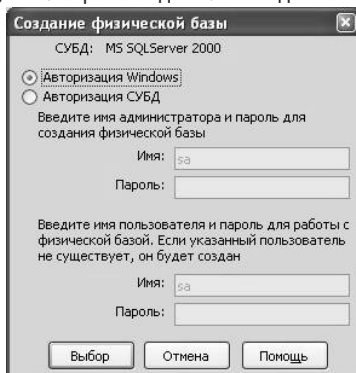 Создание физической базы
СУБД: MS SQLServer 2000
Авторизация Windows
Авторизация СУБД
Введите имя администратора и пароль для
создания физической базы
Имя: sa
Пароль:
Введите имя пользователя и пароль для работы с
физической базой. Если указанный пользователь
не существует, он будет создан
Имя: sa
Пароль:
Выбор Отмена Помощь